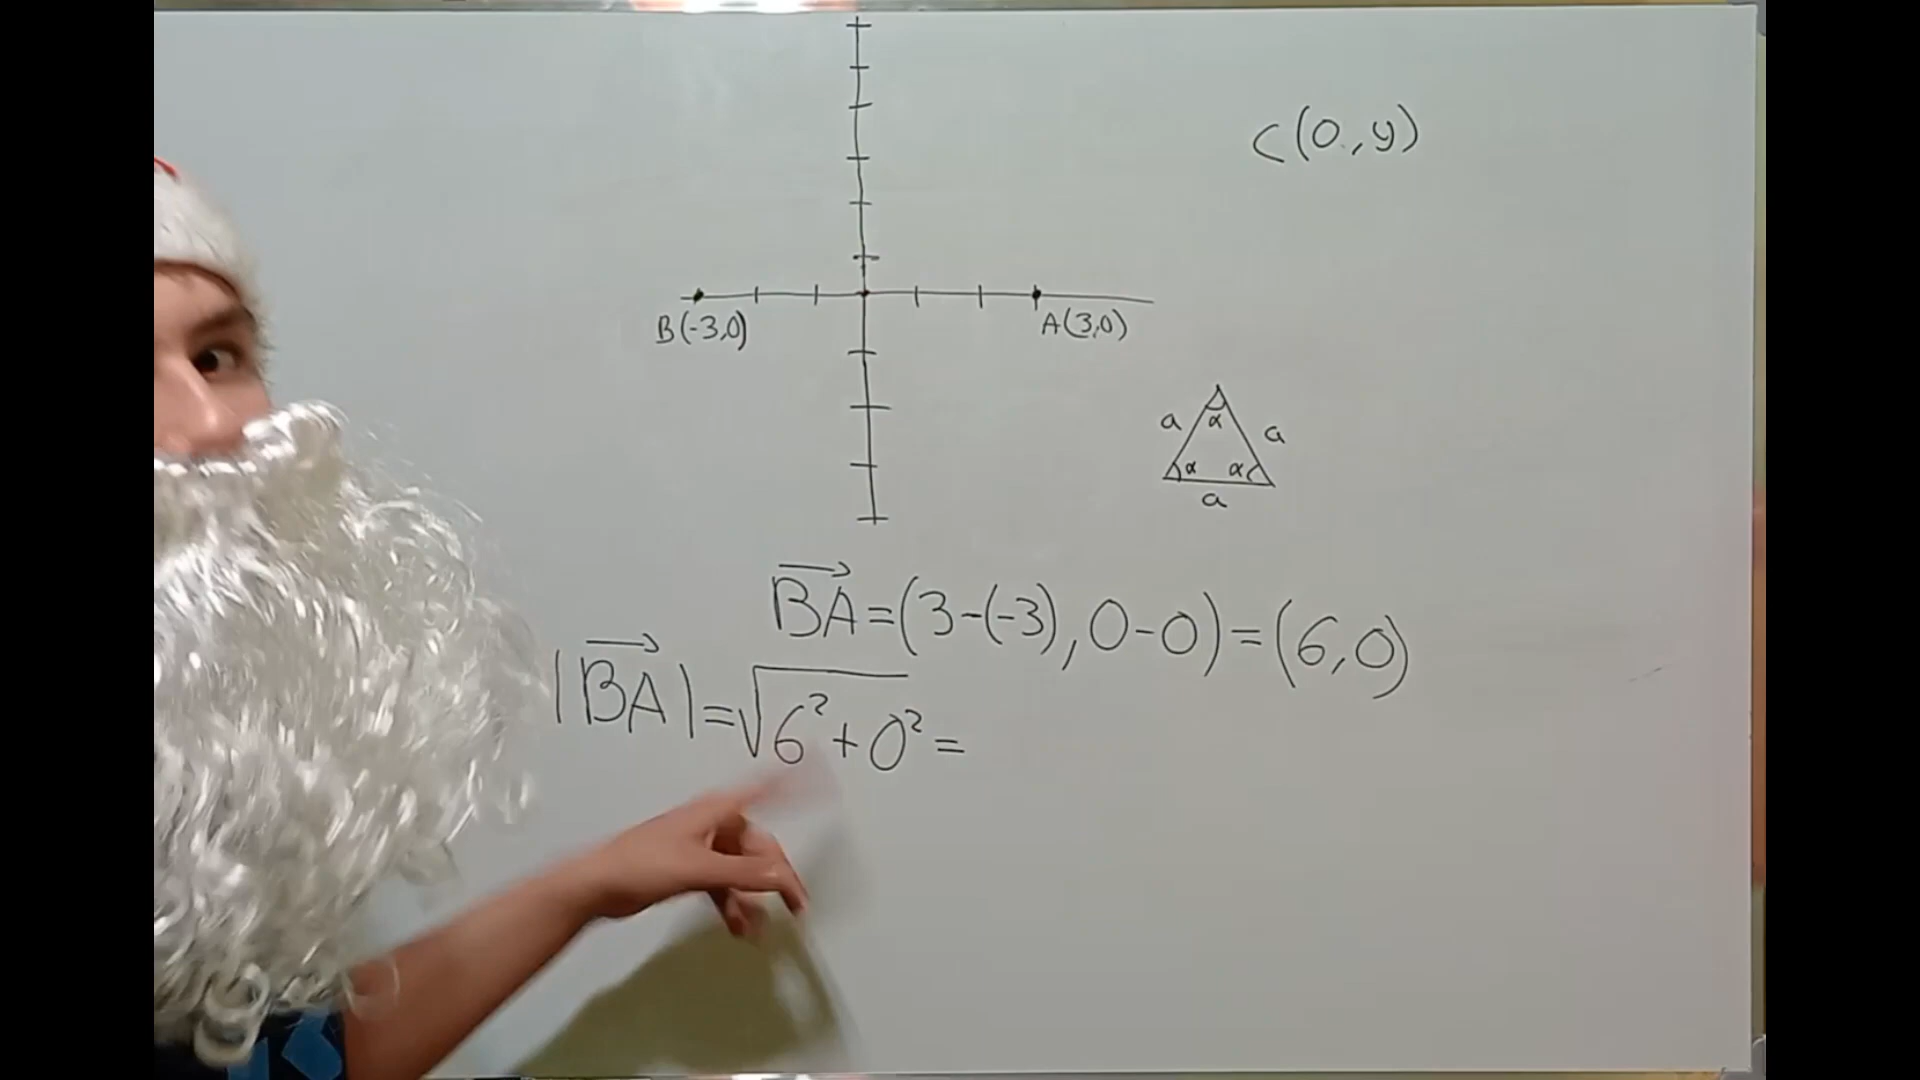 C(0,y)
B(-3,0)
A(3,0)
α
a
a
α
α
a
BA=(3-(-3),0-0)=(6,0)
|BA|=√6²+0²=